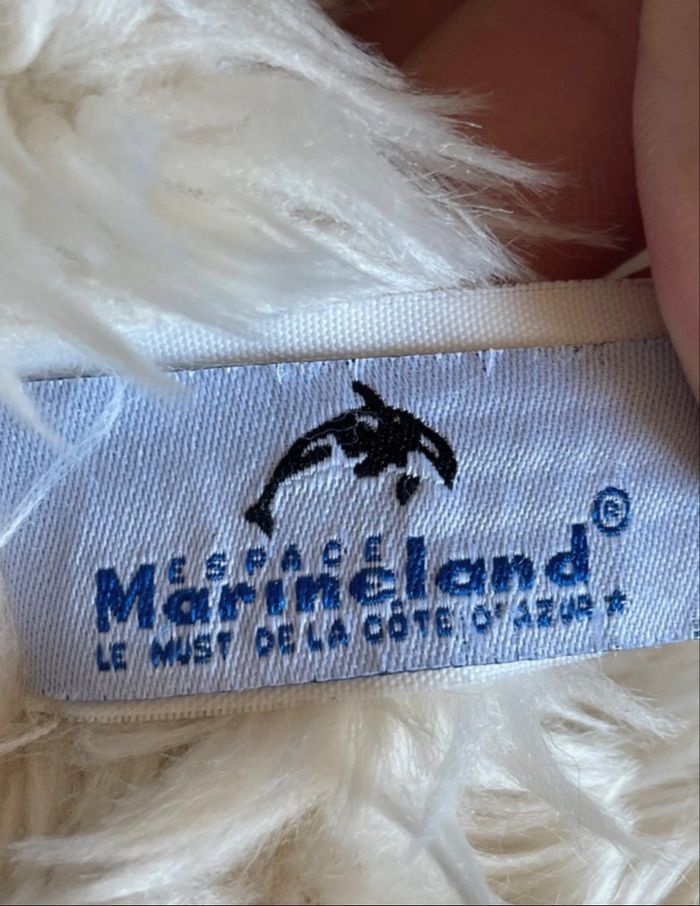 ESPACE
Marineland®
LE MUST DE LA CÔTE D'AZUR★